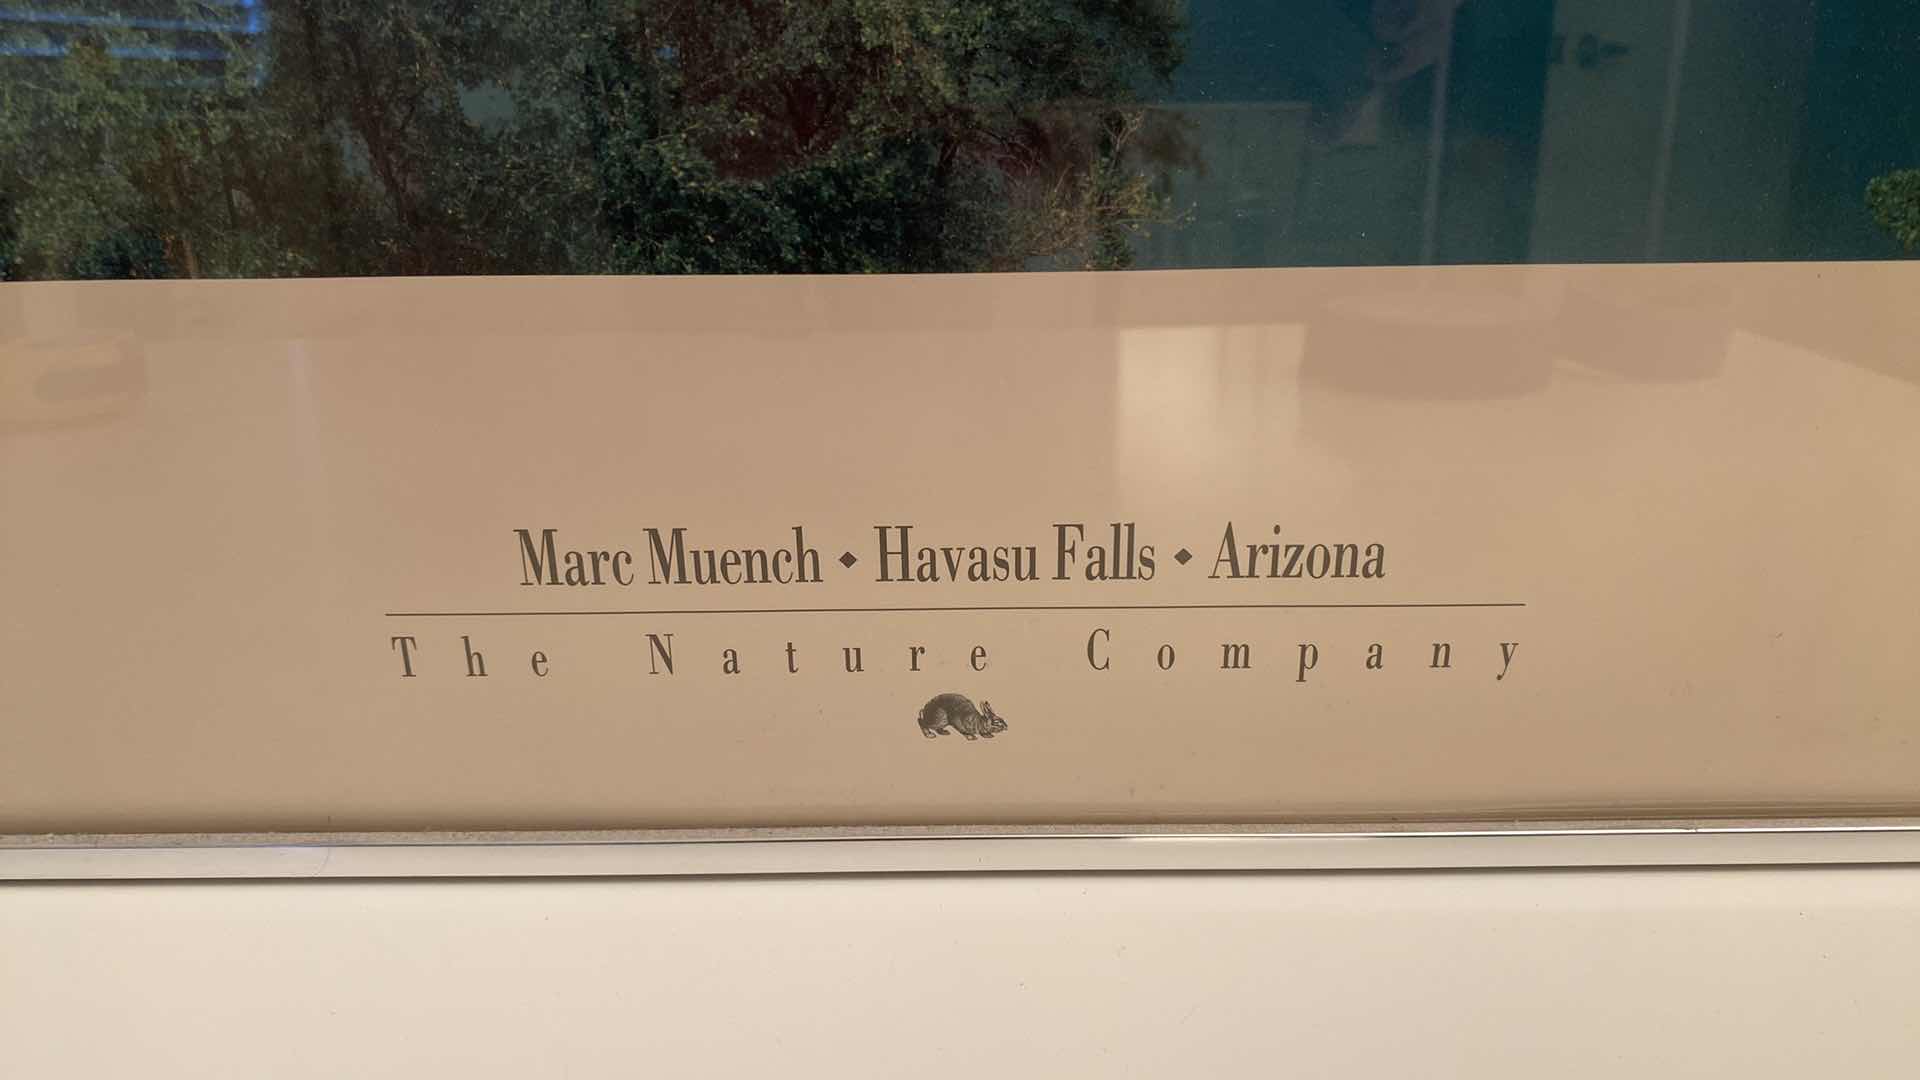 Marc Muench ◆ Havasu Falls ◆ Arizona
The Nature Company